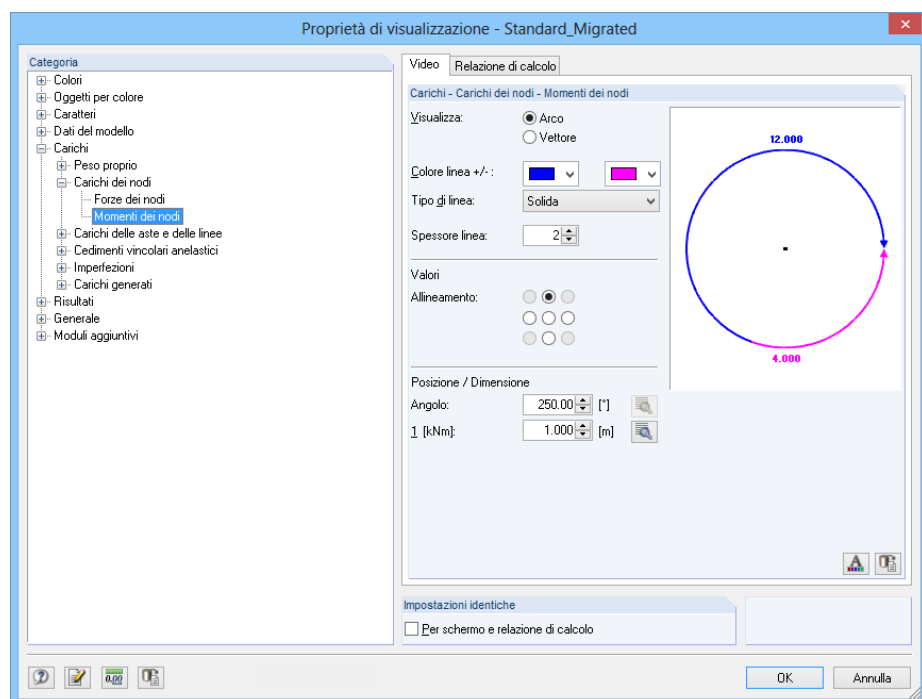 Proprietà di visualizzazione - Standard_Migrated
Categoria
Colori
Oggetti per colore
Caratteri
Dati del modello
Carichi
Peso proprio
Carichi dei nodi
Forze dei nodi
Momenti dei nodi
Carichi delle aste e delle linee
Cedimenti vincolari anelastici
Imperfezioni
Carichi generati
Risultati
Generale
Moduli aggiuntivi
Video
Relazione di calcolo
Carichi - Carichi dei nodi - Momenti dei nodi
Visualizza:
Arco
Vettore
Colore linea +/- :
Tipo di linea:
Solida
Spessore linea:
2
Valori
Allineamento:
Posizione / Dimensione
Angolo:
250.00
[°]
1 [kNm]:
1.000
[m]
12.000
4.000
Impostazioni identiche
Per schermo e relazione di calcolo
0.00
OK
Annulla